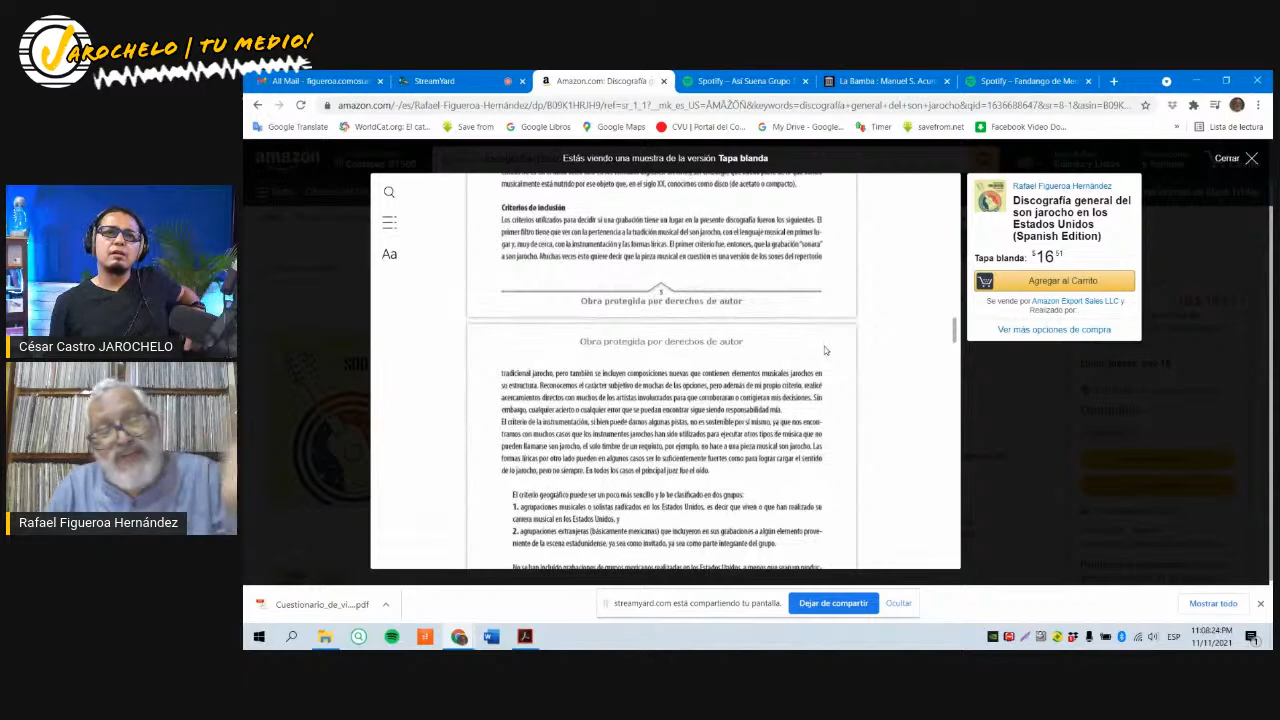 JAROCHELO | TU MEDIO!
All Mail - figueroa.comosue
StreamYard
Amazon.com: Discografía g
Spotify – Así Suena Grupo
La Bamba : Manuel S. Acun
Spotify – Fandango de Me
amazon.com/-/es/Rafael-Figueroa-Hernández/dp/B09K1HRJH9/ref=sr_1_1?__mk_es_US=ÅMÅŽÕÑ&keywords=discografia+general+del+son+jarocho&qid=1636688647&sr=8-1&asin=B09K...
Google Translate
WorldCat.org: El cat...
Save from
Google Libros
Google Maps
CVU | Portal del Co...
My Drive - Google...
Timer
savefrom.net
Facebook Video Do...
»
Lista de lectura
amazon
Estás viendo una muestra de la versión Tapa blanda
Cerrar
Aa
musicalmente está nutrido por ese objeto que, en el siglo XX, conocimos como disco (de acetato o compacto).
Criterios de inclusión
Los criterios utilizados para decidir si una grabación tiene un lugar en la presente discografía fueron los siguientes. El
primer filtro tiene que ver con la pertenencia a la tradición musical del son jarocho, con el lenguaje musical en primer lu-
gar y, muy de cerca, con la instrumentación y las formas líricas. El primer criterio fue, entonces, que la grabación "sonara"
a son jarocho. Muchas veces esto quiere decir que la pieza musical en cuestión es una versión de los sones del repertorio
5
Obra protegida por derechos de autor
Obra protegida por derechos de autor
tradicional jarocho, pero también se incluyen composiciones nuevas que contienen elementos musicales jarochos en
su estructura. Reconocemos el carácter subjetivo de muchas de las opciones, pero además de mi propio criterio, realicé
acercamientos directos con muchos de los artistas involucrados para que corroboraran o corrigieran mis decisiones. Sin
embargo, cualquier acierto o cualquier error que se puedan encontrar sigue siendo responsabilidad mía.
El criterio de la instrumentación, si bien puede darnos algunas pistas, no es sostenible por sí mismo, ya que nos encon-
tramos con muchos casos que los instrumentos jarochos han sido utilizados para ejecutar otros tipos de música que no
pueden llamarse son jarocho, el solo timbre de un requinto, por ejemplo, no hace a una pieza musical son jarocho. Las
formas líricas por otro lado pueden en algunos casos ser lo suficientemente fuertes como para lograr cargar el sentido
de lo jarocho, pero no siempre. En todos los casos el principal juez fue el oído.
El criterio geográfico puede ser un poco más sencillo y lo he clasificado en dos grupos:
1. agrupaciones musicales o solistas radicados en los Estados Unidos, es decir que viven o que han realizado su
carrera musical en los Estados Unidos, y
2. agrupaciones extranjeras (básicamente mexicanas) que incluyeron en sus grabaciones a algún elemento prove-
niente de la escena estadunidense, ya sea como invitado, ya sea como parte integrante del grupo.
No se han incluido grabaciones de grupos mexicanos realizadas en los Estados Unidos, a menos que sean un produc-
Rafael Figueroa Hernández
Discografía general del
son jarocho en los
Estados Unidos
(Spanish Edition)
Tapa blanda: $16 51
Agregar al Carrito
Se vende por Amazon Export Sales LLC y
Realizado por:
Ver más opciones de compra
César Castro JAROCHELO
Rafael Figueroa Hernández
Cuestionario_de_vi....pdf
streamyard.com está compartiendo tu pantalla.
Dejar de compartir
Ocultar
Mostrar todo
ESP
11:08:24 PM
11/11/2021